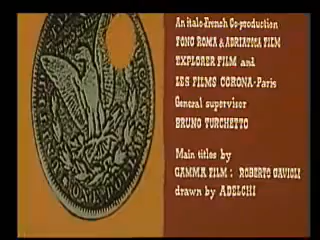 An italo-French Co-production
FONO ROMA & ADRIATICA FILM
EXPLORER FILM and
LES FILMS CORONA-Paris
General supervisor
BRUNO TURCHETTO
Main titles by
GAMMA FILM: ROBERTO GAVIOLI
drawn by ADELCHI